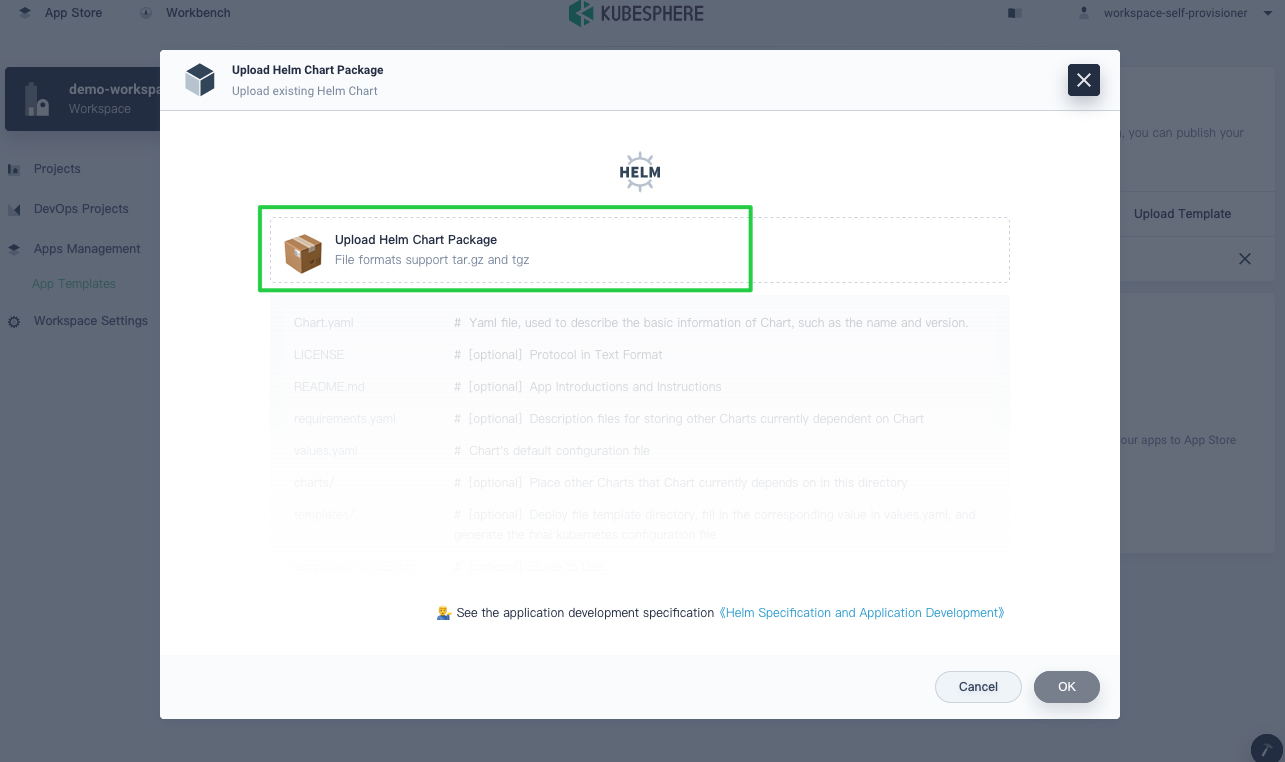 App Store
Workbench
KUBESPHERE
workspace-self-provisioner
Upload Helm Chart Package
Upload existing Helm Chart
demo-workspa
Workspace
, you can publish your
Projects
DevOps Projects
Apps Management
App Templates
Workspace Settings
HELM
Upload Template
Upload Helm Chart Package
File formats support tar.gz and tgz
Chart.yaml # Yaml file, used to describe the basic information of Chart, such as the name and version.
LICENSE # [optional] Protocol in Text Format
README.md # [optional] App Introductions and Instructions
requirements.yaml # [optional] Description files for storing other Charts currently dependent on Chart
values.yaml # Chart's default configuration file
charts/ # [optional] Place other Charts that Chart currently depends on in this directory
templates/ # [optional] Deploy file template directory, fill in the corresponding value in values.yaml, and
generate the final kubernetes configuration file
our apps to App Store
See the application development specification 《Helm Specification and Application Development》
Cancel
OK